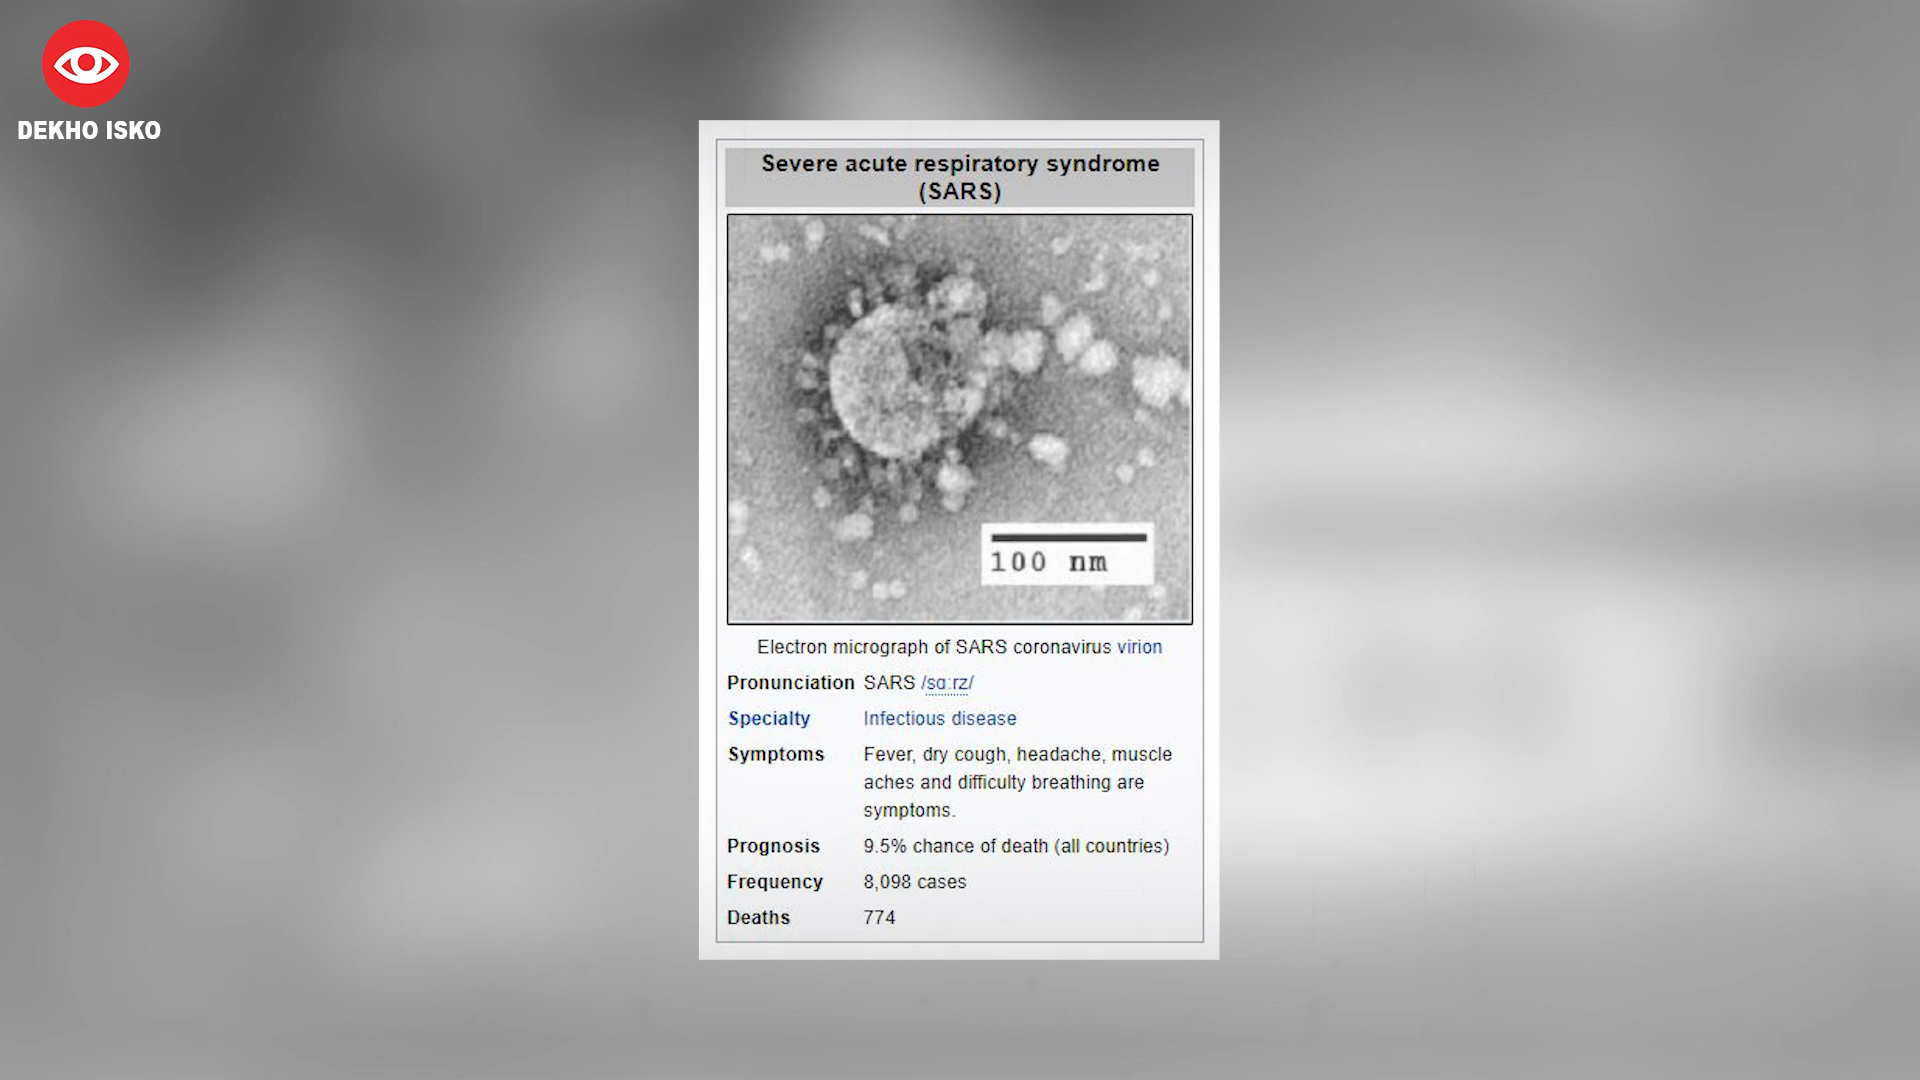 DEKHO ISKO
Severe acute respiratory syndrome
(SARS)
100 nm
Electron micrograph of SARS coronavirus virion
Pronunciation SARS /sɑːrz/
Specialty Infectious disease
Symptoms Fever, dry cough, headache, muscle
aches and difficulty breathing are
symptoms.
Prognosis 9.5% chance of death (all countries)
Frequency 8,098 cases
Deaths 774